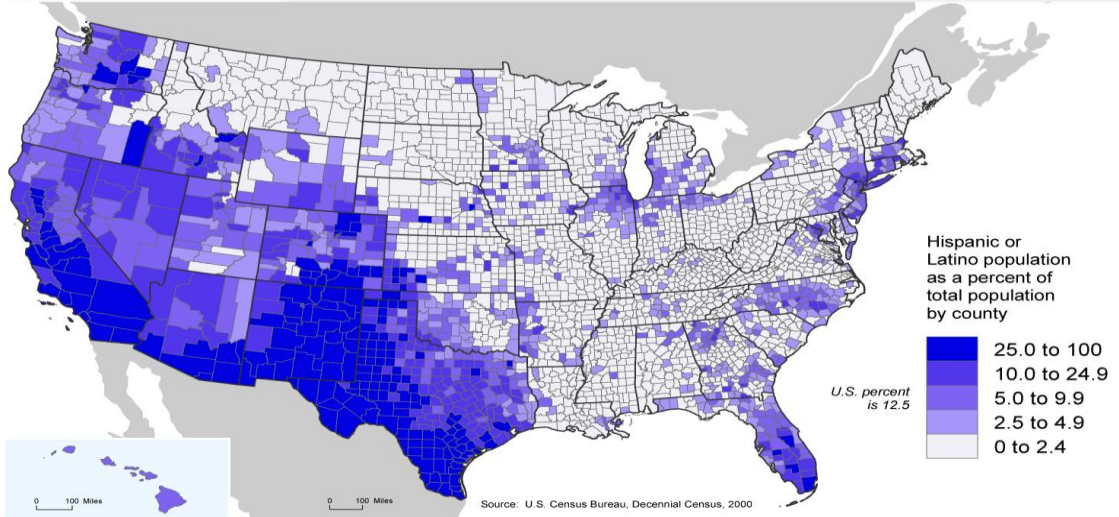 Hispanic or
Latino population
as a percent of
total population
by county
25.0 to 100
10.0 to 24.9
5.0 to 9.9
2.5 to 4.9
0 to 2.4
U.S. percent
is 12.5
0 100 Miles
0 100 Miles
Source: U.S. Census Bureau, Decennial Census, 2000